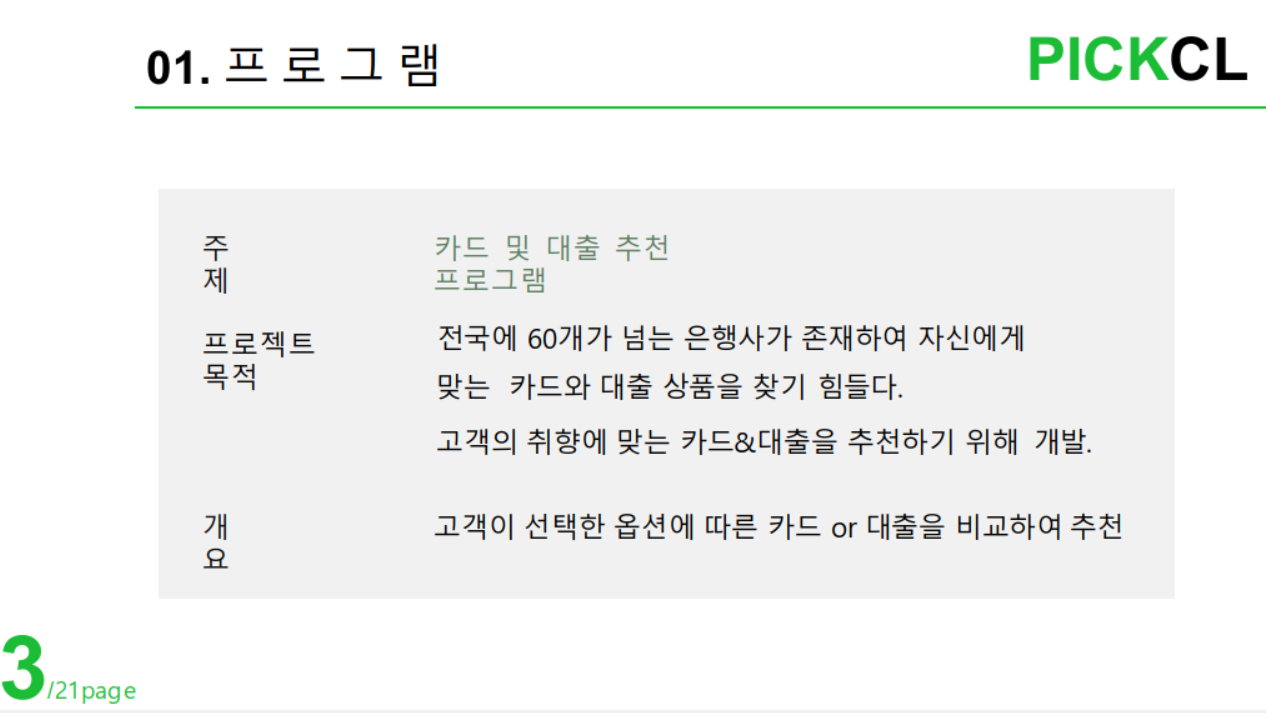 01. 프로그램
PICKCL
주
제
카드 및 대출 추천
프로그램
프로젝트
목적
전국에 60개가 넘는 은행사가 존재하여 자신에게
맞는 카드와 대출 상품을 찾기 힘들다.
고객의 취향에 맞는 카드&대출을 추천하기 위해 개발.
개
요
고객이 선택한 옵션에 따른 카드 or 대출을 비교하여 추천
3/21page